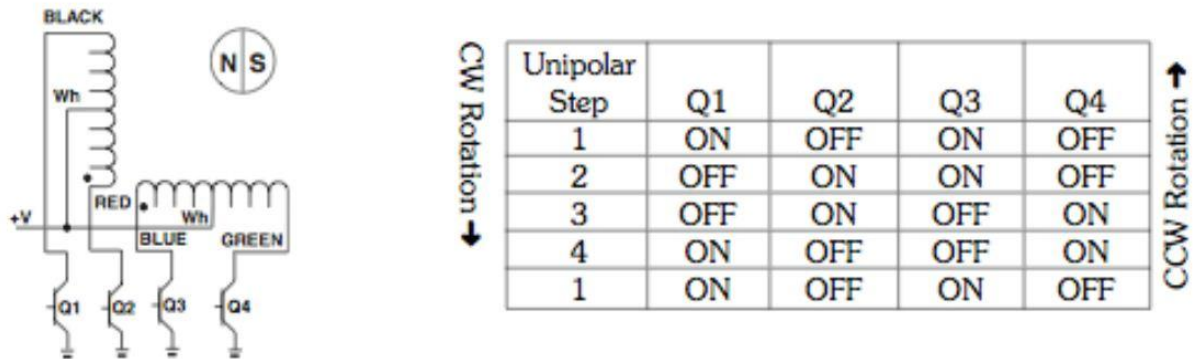 BLACK
Wh
N S
RED
Wh
+V
BLUE
GREEN
Q1
Q2
Q3
Q4
CW Rotation →
Unipolar
Step Q1 Q2 Q3 Q4
1 ON OFF ON OFF
2 OFF ON ON OFF
3 OFF ON OFF ON
4 ON OFF OFF ON
1 ON OFF ON OFF
CCW Rotation →